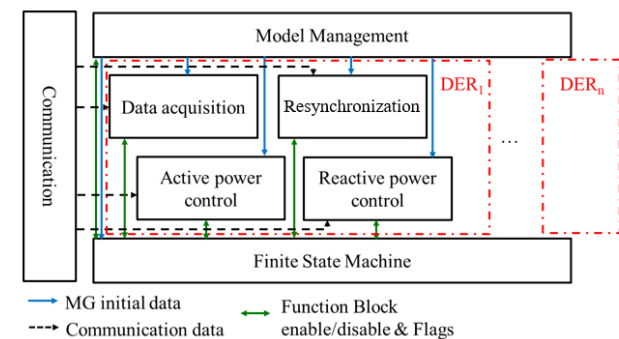 Model Management
Communication
DER1
DERn
Data acquisition
Resynchronization
...
Active power
control
Reactive power
control
Finite State Machine
MG initial data
Communication data
Function Block
enable/disable & Flags